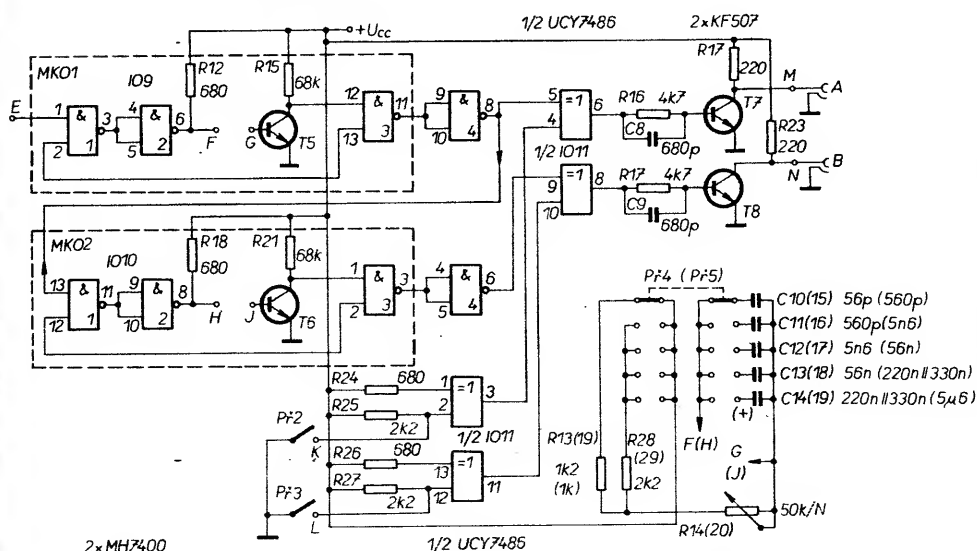 1/2 UCY7486
2×KF507
+Ucc
R17
220
MKO1
IO9
R12
680
R15
68k
M
A
E
1
2
&
1
3
4
5
&
2
6
F
G
T5
12
13
&
3
11
9
10
&
4
8
5
4
=1
6
R16
4k7
C8
680p
T7
R23
220
1/2 IO11
9
10
=1
8
R17
4k7
C9
680p
T8
B
N
MKO2
IO10
R18
680
R21
68k
13
12
&
1
11
9
10
&
2
8
H
J
T6
1
2
&
3
3
4
5
&
4
6
Př4 (Př5)
C10(15) 56p (560p)
C11(16) 560p (5n6)
C12(17) 5n6 (56n)
C13(18) 56n (220n II 330n)
C14(19) 220n II 330n (5μ6)
(+)
F(H)
G
(J)
R24
680
1
2
=1
3
R25
2k2
Př2
K
1/2 IO11
R26
680
13
12
=1
11
R27
2k2
Př3
L
R13(19)
1k2
(1k)
R28
(29)
2k2
50k/N
R14(20)
2×MH7400
1/2 UCY7486